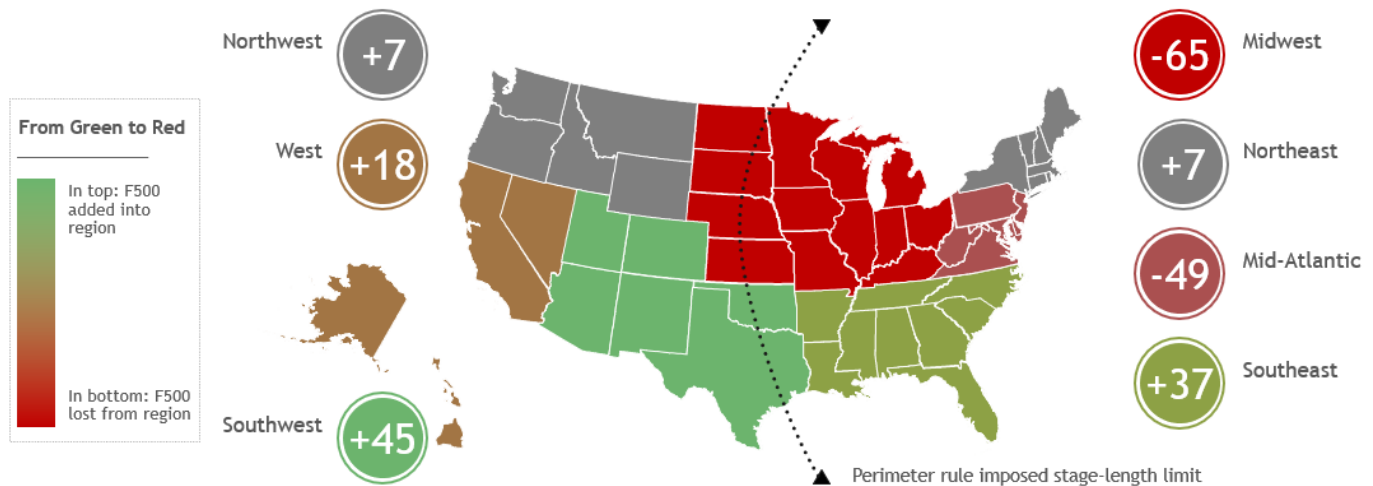 Northwest
+7
Midwest
-65
From Green to Red
In top: F500
added into
region
In bottom: F500
lost from region
West
+18
Northeast
+7
Mid-Atlantic
-49
Southwest
+45
Southeast
+37
Perimeter rule imposed stage-length limit